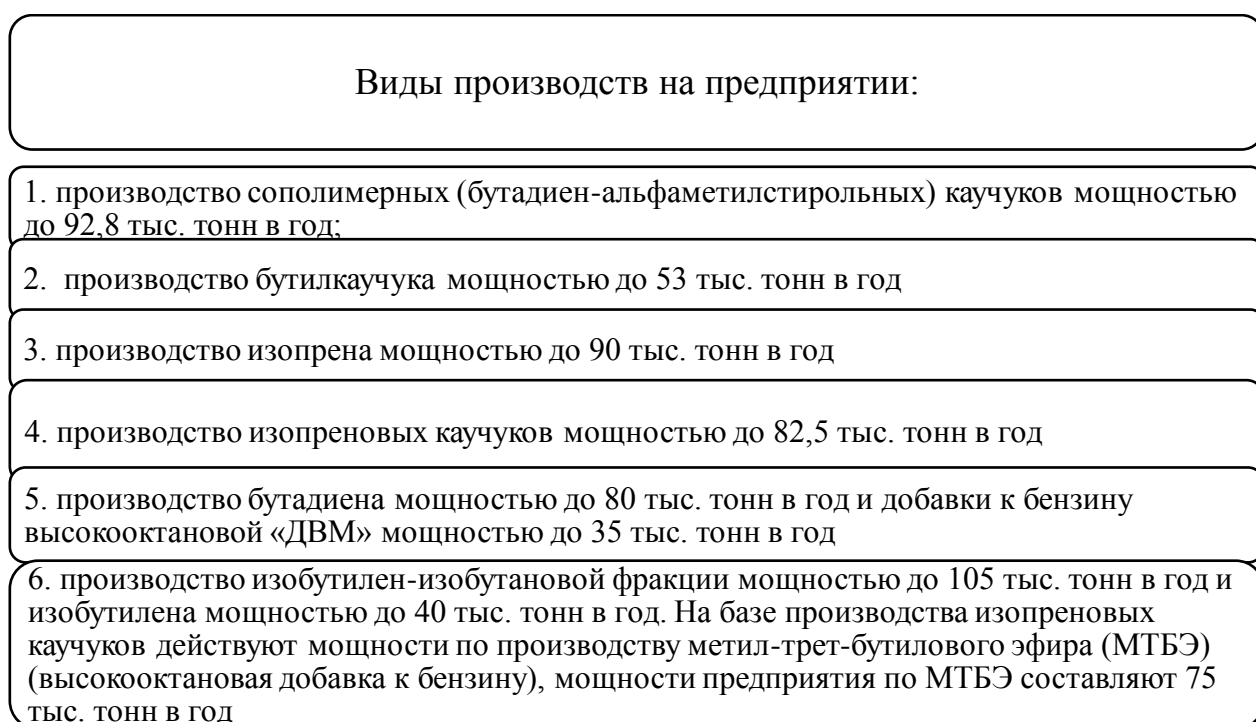 Виды производств на предприятии:
1. производство сополимерных (бутадиен-альфаметилстирольных) каучуков мощностью
до 92,8 тыс. тонн в год;
2. производство бутилкаучука мощностью до 53 тыс. тонн в год
3. производство изопрена мощностью до 90 тыс. тонн в год
4. производство изопреновых каучуков мощностью до 82,5 тыс. тонн в год
5. производство бутадиена мощностью до 80 тыс. тонн в год и добавки к бензину
высокооктановой «ДВМ» мощностью до 35 тыс. тонн в год
6. производство изобутилен-изобутановой фракции мощностью до 105 тыс. тонн в год и
изобутилена мощностью до 40 тыс. тонн в год. На базе производства изопреновых
каучуков действуют мощности по производству метил-трет-бутилового эфира (МТБЭ)
(высокооктановая добавка к бензину), мощности предприятия по МТБЭ составляют 75
тыс. тонн в год